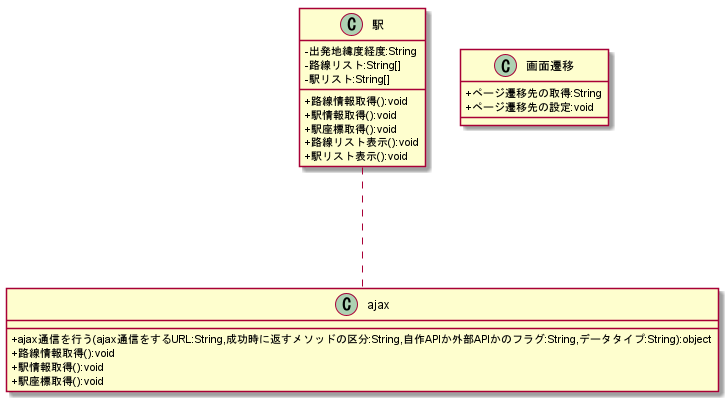 C 駅
-出発地緯度経度:String
-路線リスト:String[]
-駅リスト:String[]
+路線情報取得():void
+駅情報取得():void
+駅座標取得():void
+路線リスト表示():void
+駅リスト表示():void
C 画面遷移
+ページ遷移先の取得:String
+ページ遷移先の設定:void
C ajax
+ajax通信を行う(ajax通信をするURL:String,成功時に返すメソッドの区分:String,自作APIか外部APIかのフラグ:String,データタイプ:String):object
+路線情報取得():void
+駅情報取得():void
+駅座標取得():void